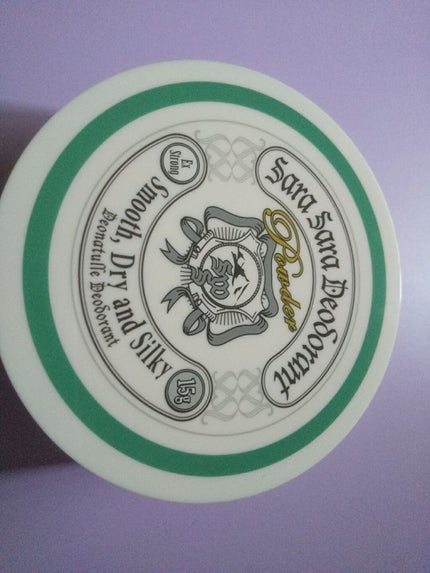 Sara Sara Deodorant
Powder
Ex
Strong
Smooth, Dry and Silky
15g
Deonatulle Deodorant